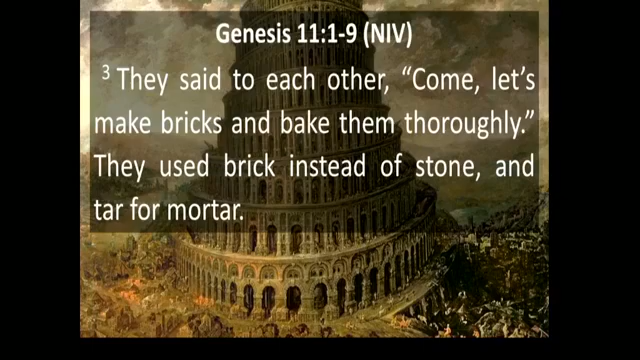 Genesis 11:1-9 (NIV)
3 They said to each other, “Come, let’s
make bricks and bake them thoroughly.”
They used brick instead of stone, and
tar for mortar.